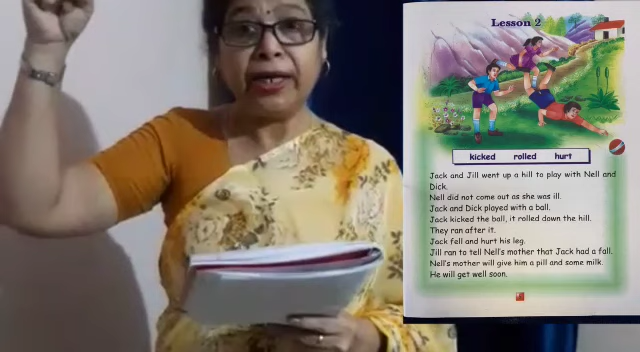 Lesson 2
kicked rolled hurt
Jack and Jill went up a hill to play with Nell and
Dick.
Nell did not come out as she was ill.
Jack and Dick played with a ball.
Jack kicked the ball, it rolled down the hill.
They ran after it.
Jack fell and hurt his leg.
Jill ran to tell Nell's mother that Jack had a fall.
Nell's mother will give him a pill and some milk.
He will get well soon.